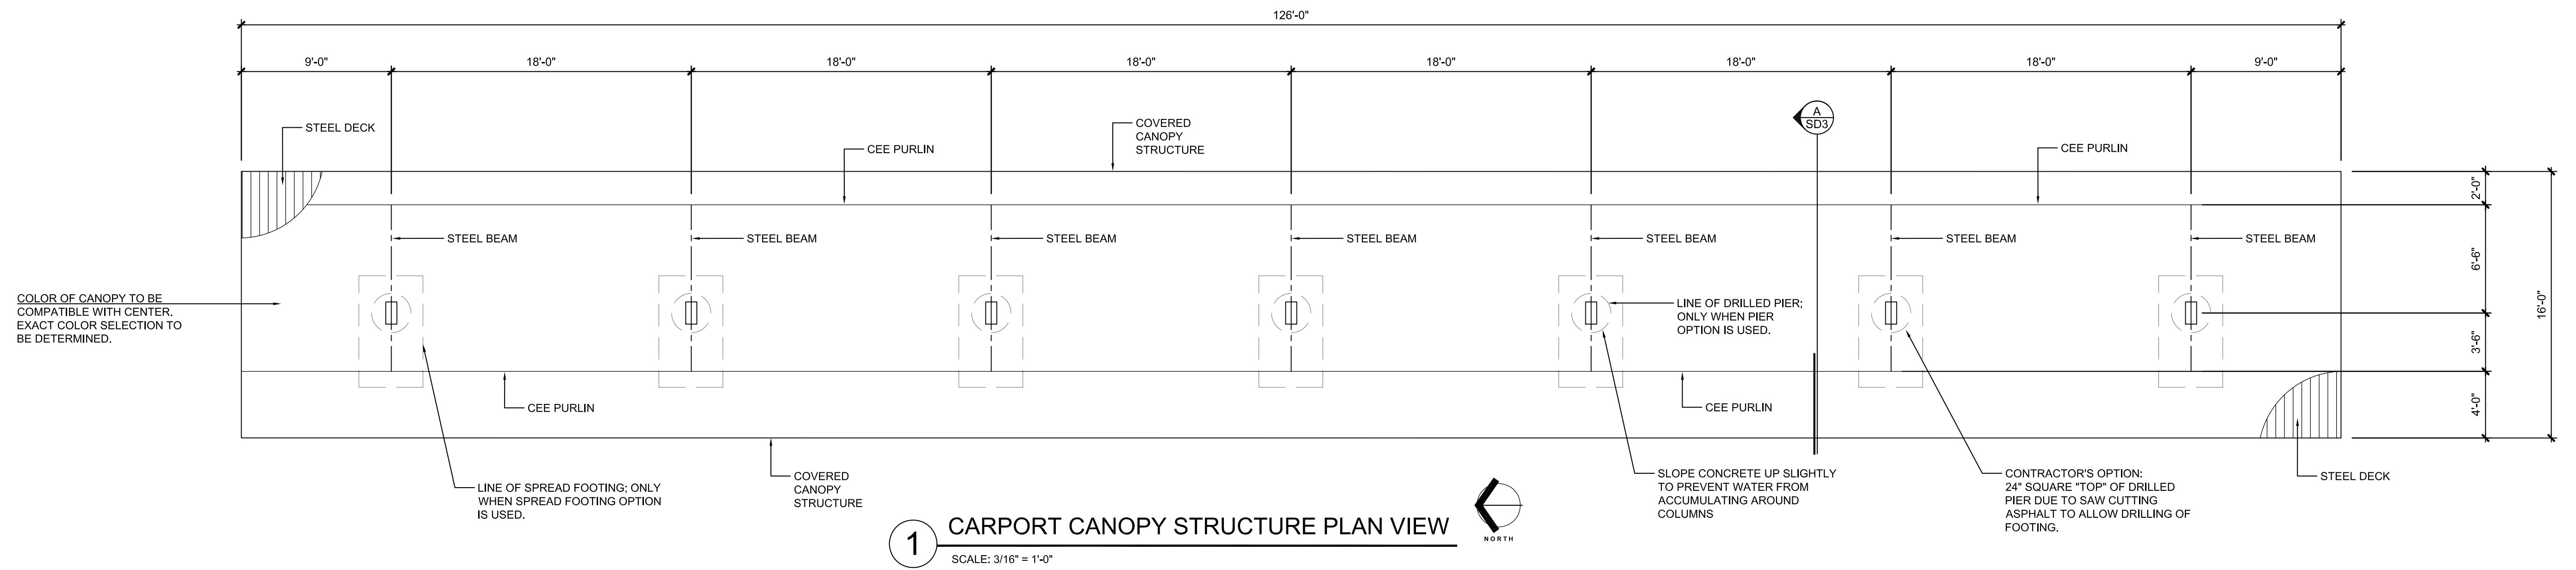 126'-0"
9'-0"
18'-0"
18'-0"
18'-0"
18'-0"
18'-0"
18'-0"
9'-0"
A
SD3
STEEL DECK
COVERED
CANOPY
STRUCTURE
CEE PURLIN
CEE PURLIN
2'-0"
STEEL BEAM
STEEL BEAM
STEEL BEAM
STEEL BEAM
STEEL BEAM
STEEL BEAM
STEEL BEAM
6'-6"
16'-0"
COLOR OF CANOPY TO BE
COMPATIBLE WITH CENTER.
EXACT COLOR SELECTION TO
BE DETERMINED.
LINE OF DRILLED PIER;
ONLY WHEN PIER
OPTION IS USED.
3'-6"
CEE PURLIN
CEE PURLIN
4'-0"
LINE OF SPREAD FOOTING; ONLY
WHEN SPREAD FOOTING OPTION
IS USED.
COVERED
CANOPY
STRUCTURE
SLOPE CONCRETE UP SLIGHTLY
TO PREVENT WATER FROM
ACCUMULATING AROUND
COLUMNS
CONTRACTOR'S OPTION:
24" SQUARE "TOP" OF DRILLED
PIER DUE TO SAW CUTTING
ASPHALT TO ALLOW DRILLING OF
FOOTING.
STEEL DECK
1
CARPORT CANOPY STRUCTURE PLAN VIEW
SCALE: 3/16" = 1'-0"
NORTH